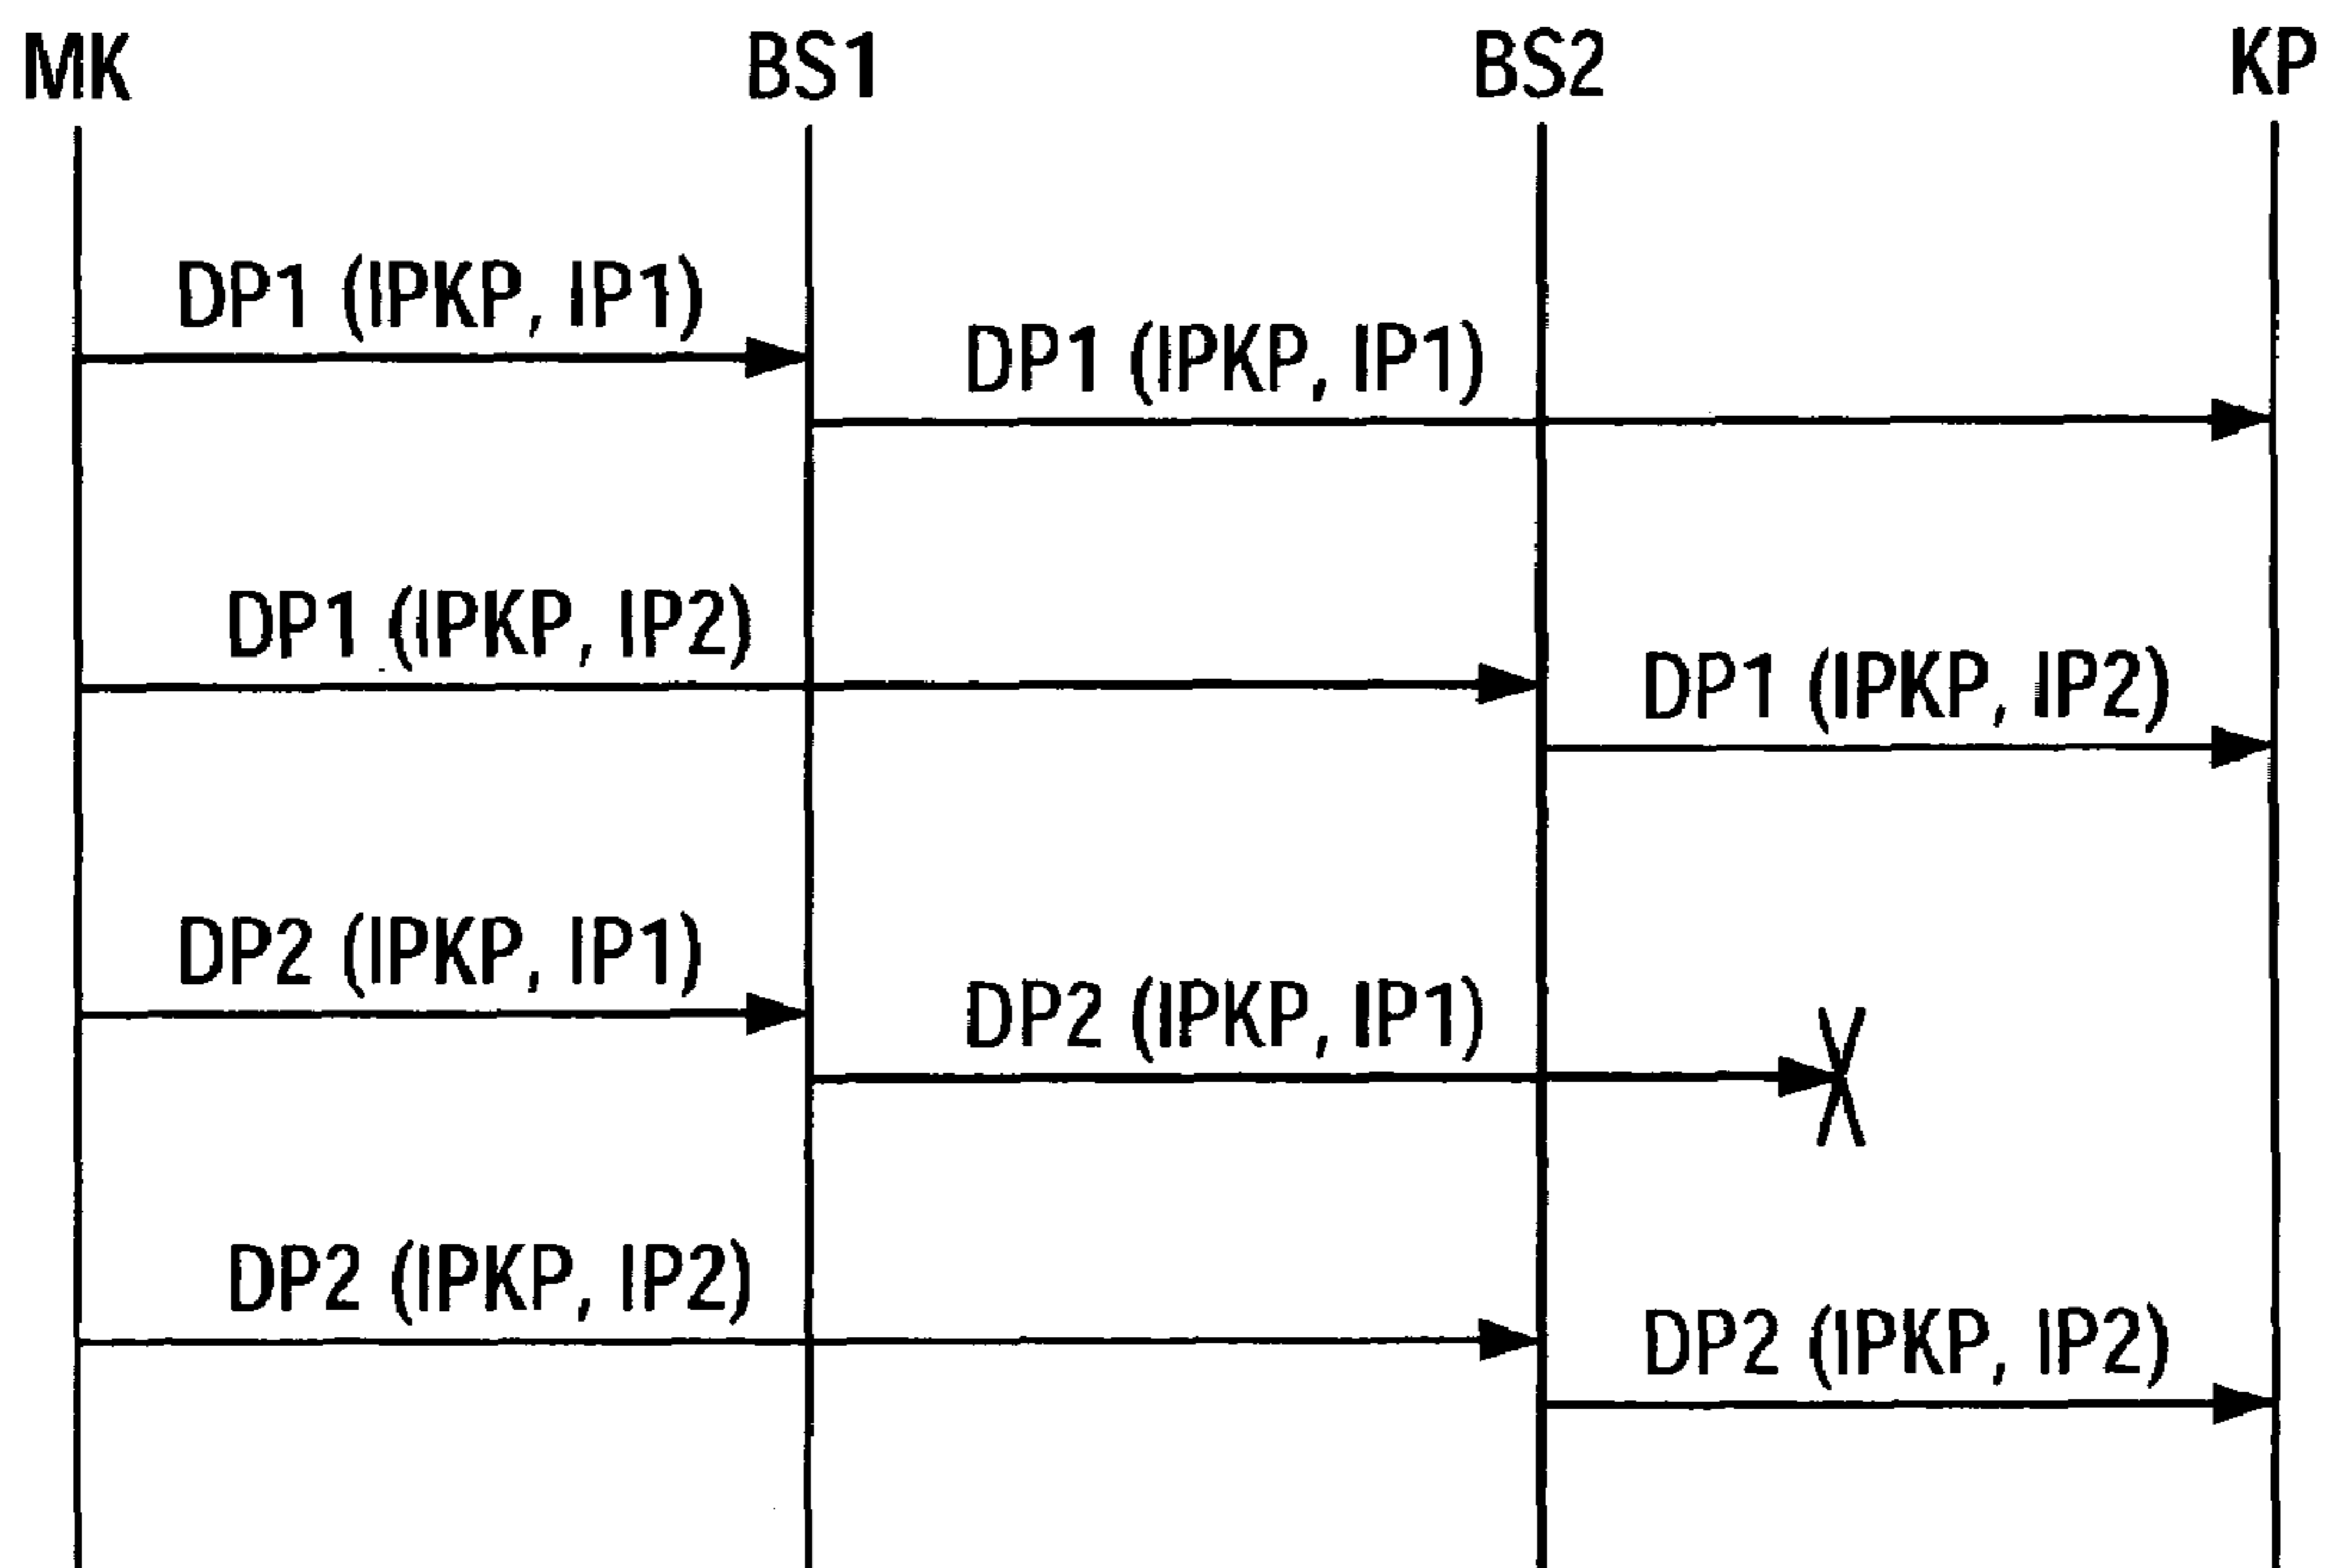 MK BS1 BS2 KP
DP1 (IPKP, IP1)
DP1 (IPKP, IP1)
DP1 (IPKP, IP2)
DP1 (IPKP, IP2)
DP2 (IPKP, IP1)
DP2 (IPKP, IP1)
DP2 (IPKP, IP2)
DP2 (IPKP, IP2)